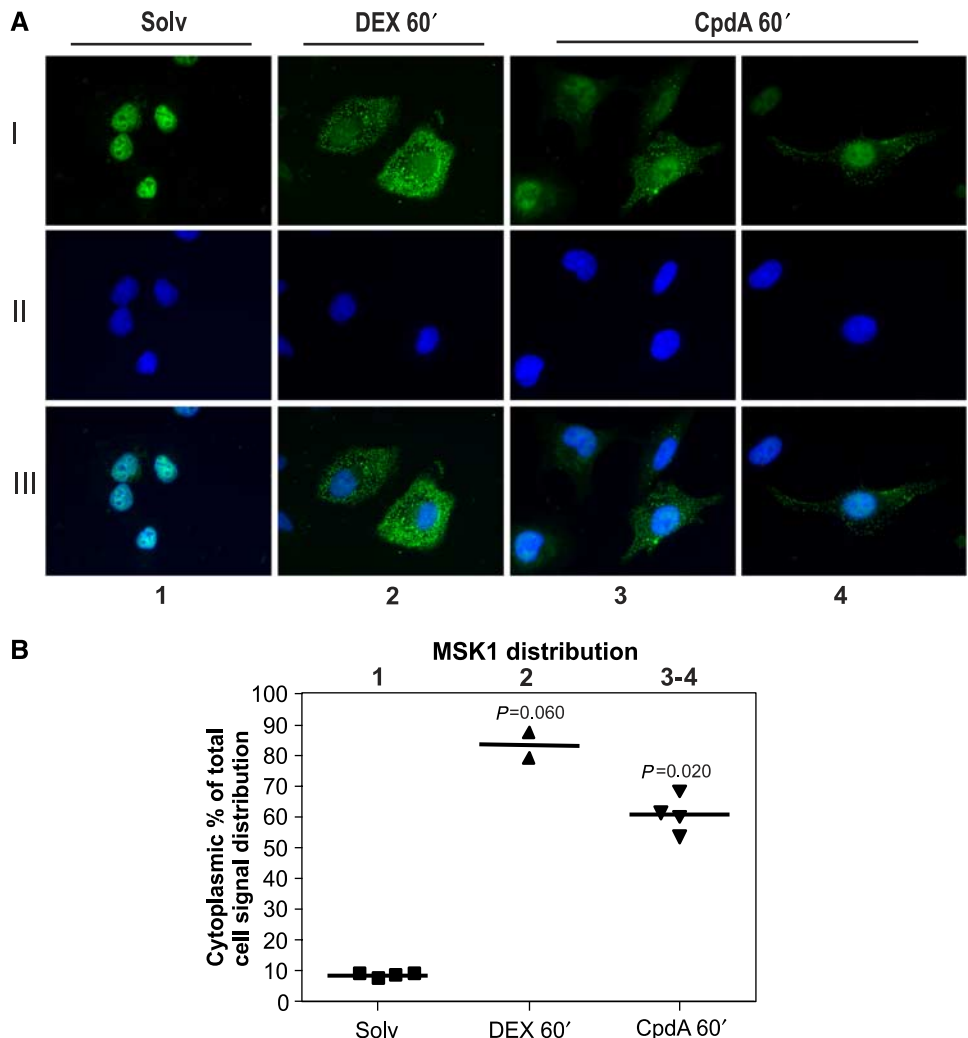 A
Solv DEX 60′ CpdA 60′
I
II
III
1 2 3 4
B
MSK1 distribution
1 2 3-4
Cytoplasmic % of total
cell signal distribution
100
90
80
70
60
50
40
30
20
10
0
P=0.060
P=0.020
Solv DEX 60′ CpdA 60′